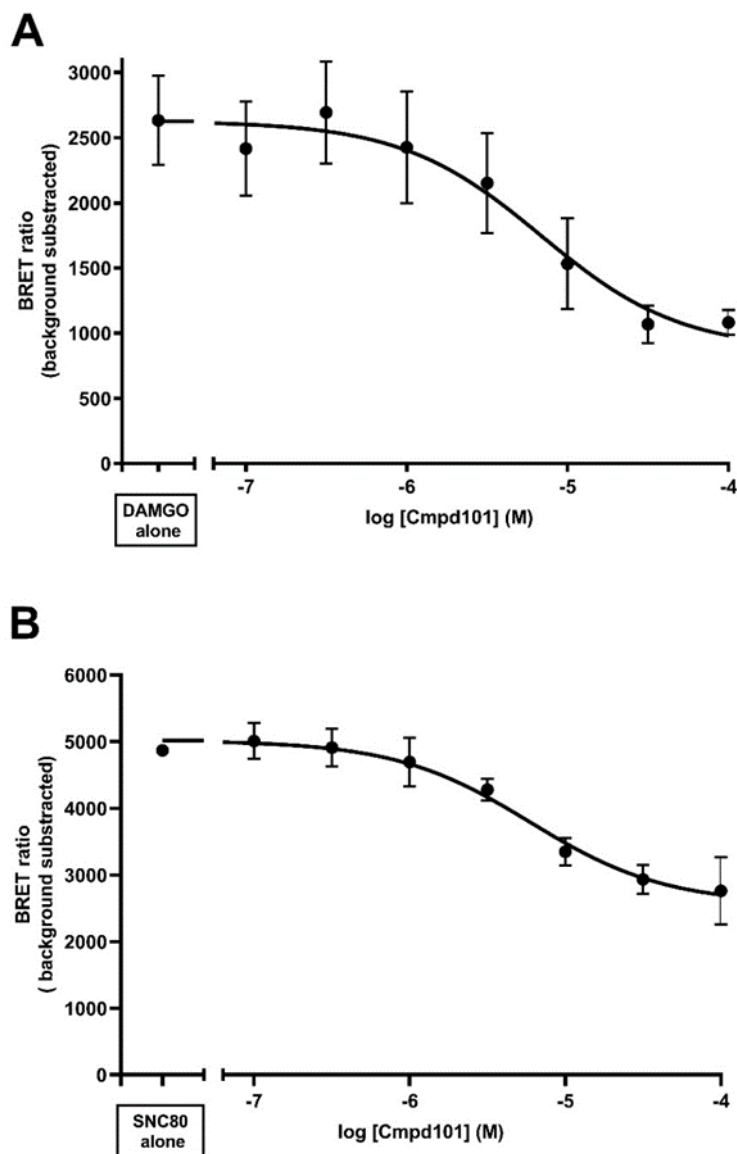 A
3000
2500
2000
1500
1000
500
0
BRET ratio
(background substracted)
-7
-6
-5
-4
DAMGO
alone
log [Cmpd101] (M)
B
6000
5000
4000
3000
2000
1000
0
BRET ratio
( background substracted)
-7
-6
-5
-4
SNC80
alone
log [Cmpd101] (M)